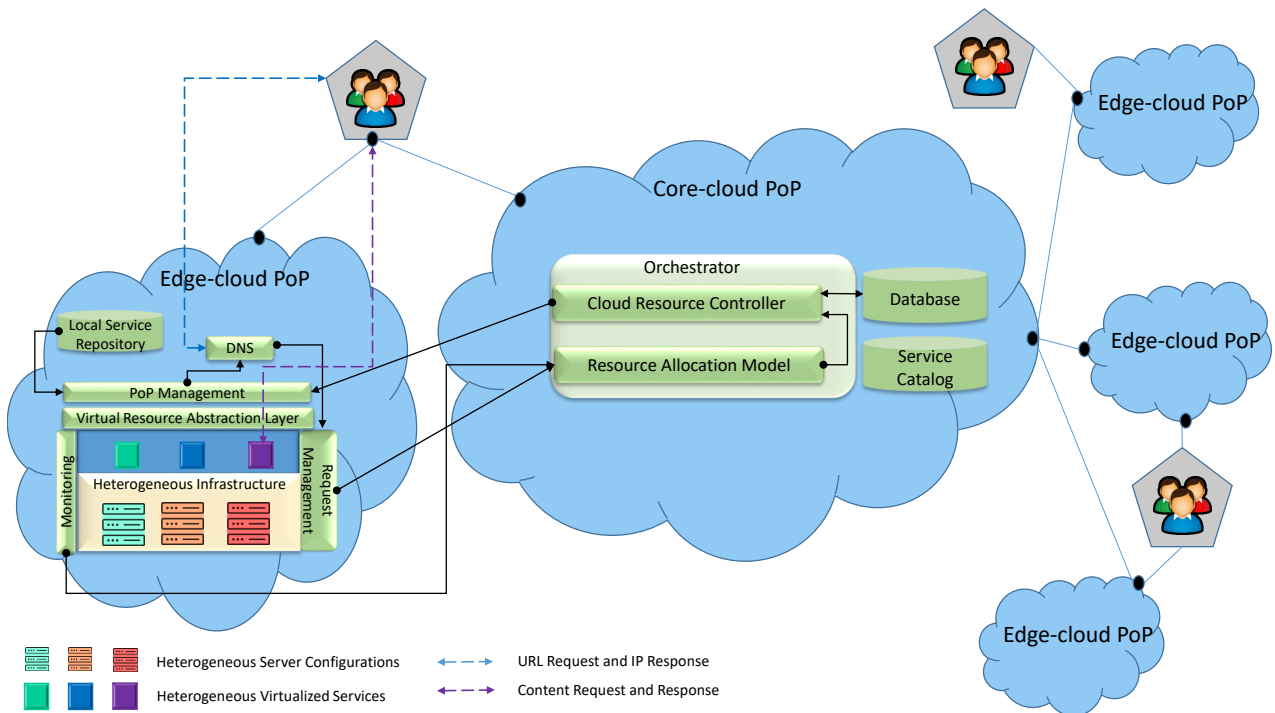 Edge-cloud PoP
Core-cloud PoP
Edge-cloud PoP
Local Service
Repository
DNS
PoP Management
Virtual Resource Abstraction Layer
Monitoring
Heterogeneous Infrastructure
Request
Management
Orchestrator
Cloud Resource Controller
Resource Allocation Model
Database
Service
Catalog
Edge-cloud PoP
Edge-cloud PoP
Heterogeneous Server Configurations
Heterogeneous Virtualized Services
URL Request and IP Response
Content Request and Response